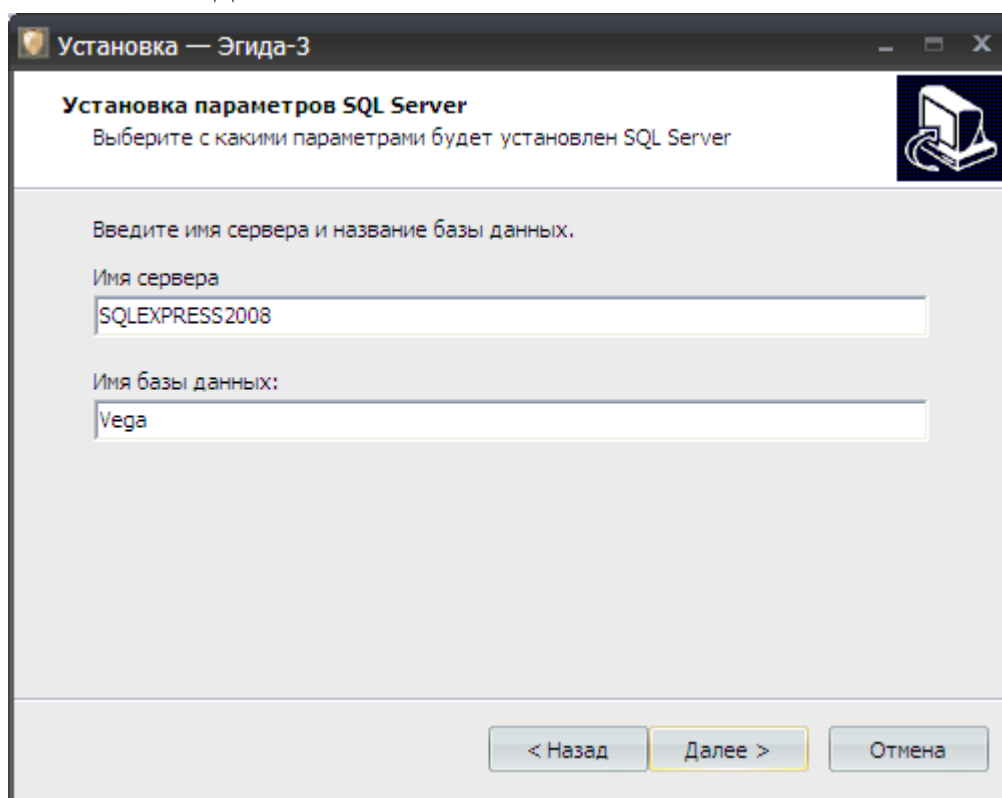 Установка — Эгида-3
Установка параметров SQL Server
Выберите с какими параметрами будет установлен SQL Server
Введите имя сервера и название базы данных.
Имя сервера
SQLEXPRESS2008
Имя базы данных:
Vega
< Назад
Далее >
Отмена